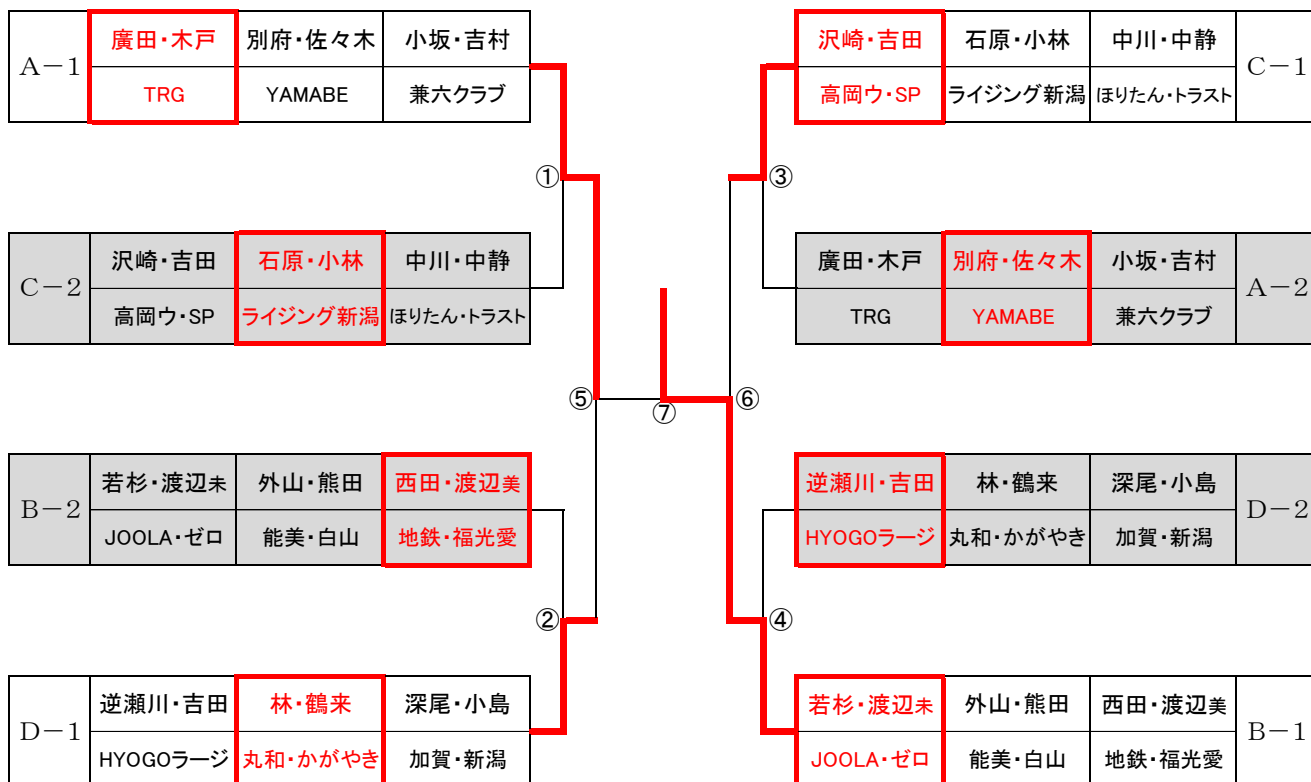 A-1 廣田・木戸 別府・佐々木 小坂・吉村
TRG YAMABE 兼六クラブ
沢崎・吉田 石原・小林 中川・中静 C-1
高岡ウ・SP ライジング新潟 ほりたん・トラスト
① ③
C-2 沢崎・吉田 石原・小林 中川・中静
高岡ウ・SP ライジング新潟 ほりたん・トラスト
廣田・木戸 別府・佐々木 小坂・吉村 A-2
TRG YAMABE 兼六クラブ
⑤ ⑦ ⑥
B-2 若杉・渡辺未 外山・熊田 西田・渡辺美
JOOLA・ゼロ 能美・白山 地鉄・福光愛
逆瀬川・吉田 林・鶴来 深尾・小島 D-2
HYOGOラージ 丸和・かがやき 加賀・新潟
② ④
D-1 逆瀬川・吉田 林・鶴来 深尾・小島
HYOGOラージ 丸和・かがやき 加賀・新潟
若杉・渡辺未 外山・熊田 西田・渡辺美 B-1
JOOLA・ゼロ 能美・白山 地鉄・福光愛